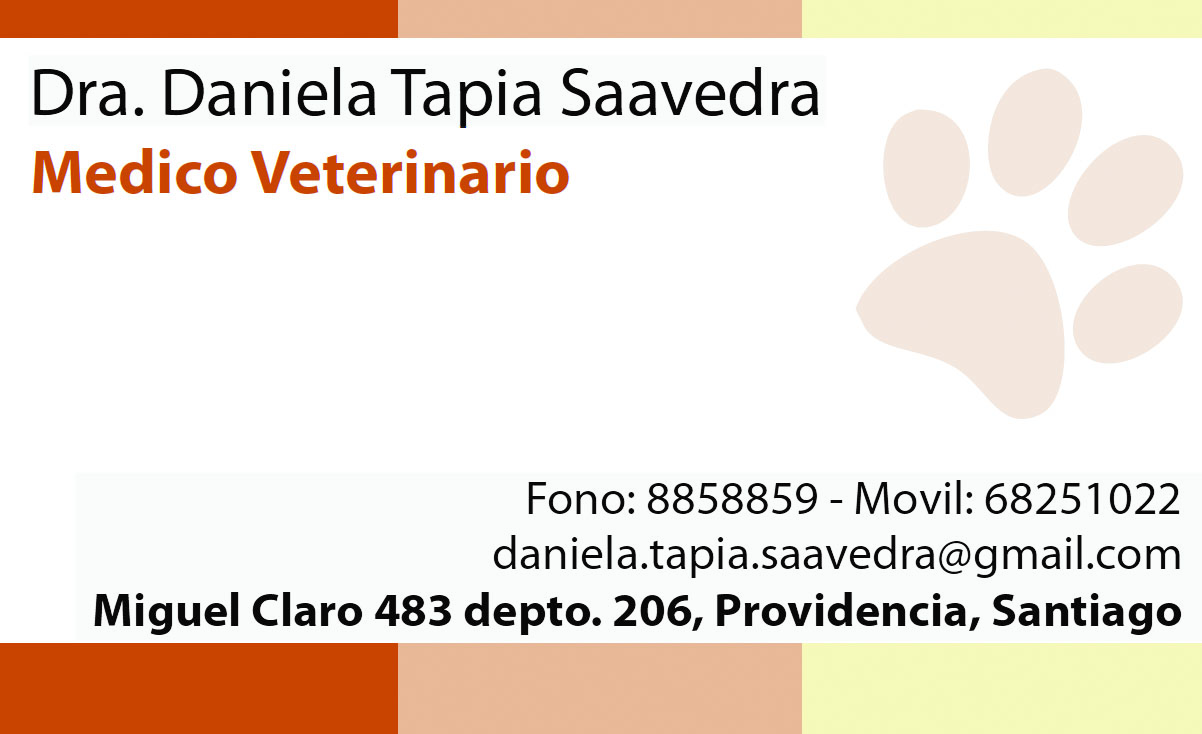 Dra. Daniela Tapia Saavedra
Medico Veterinario
Fono: 8858859 - Movil: 68251022
daniela.tapia.saavedra@gmail.com
Miguel Claro 483 depto. 206, Providencia, Santiago